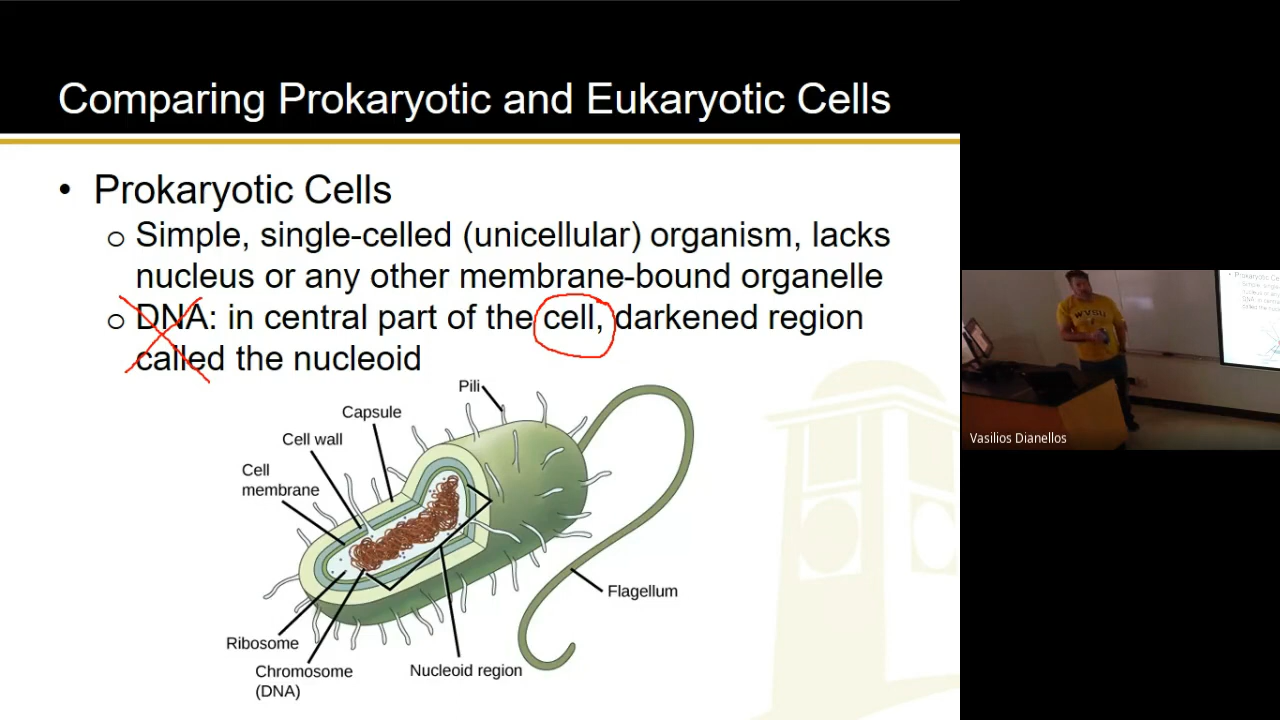 Comparing Prokaryotic and Eukaryotic Cells
• Prokaryotic Cells
o Simple, single-celled (unicellular) organism, lacks
nucleus or any other membrane-bound organelle
o DNA: in central part of the cell, darkened region
called the nucleoid
Pili
Capsule
Cell wall
Cell
membrane
Flagellum
Ribosome
Chromosome
(DNA)
Nucleoid region
WVSU
Vasilios Dianellos